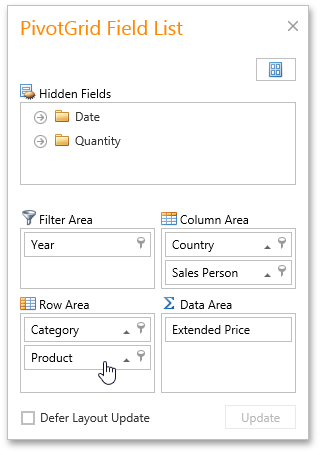 PivotGrid Field List
Hidden Fields
Date
Quantity
Filter Area
Year
Column Area
Country
Sales Person
Row Area
Category
Product
Data Area
Extended Price
Defer Layout Update
Update